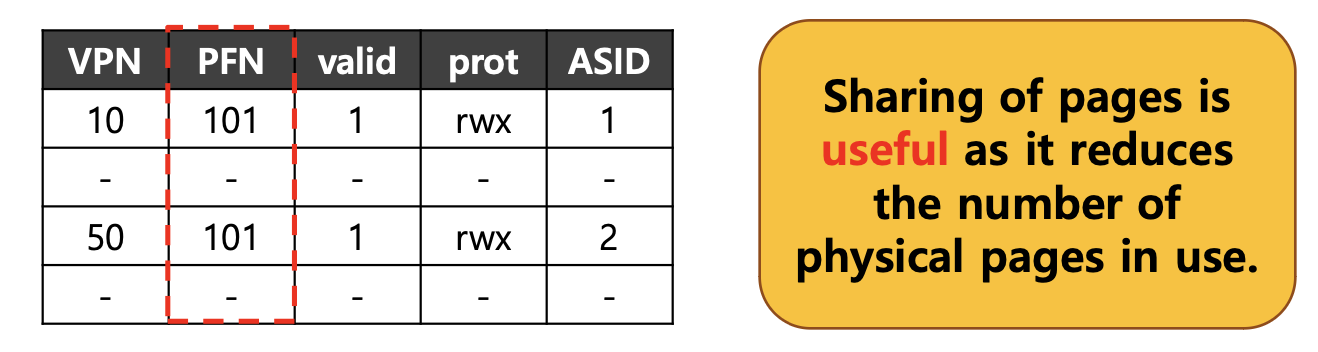 VPN PFN valid prot ASID
10 101 1 rwx 1
- - - - -
50 101 1 rwx 2
- - - - -
Sharing of pages is
useful as it reduces
the number of
physical pages in use.